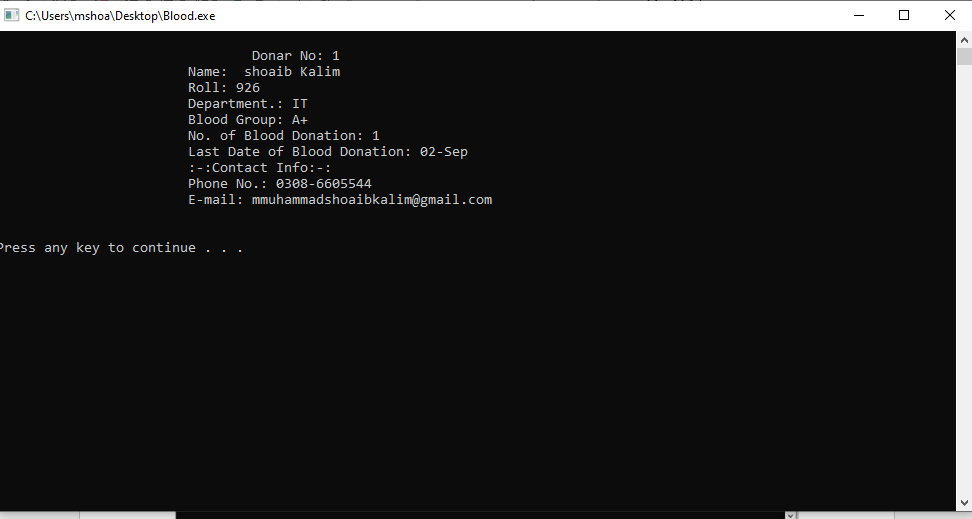 C:\Users\mshoa\Desktop\Blood.exe
Donar No: 1
Name:  shoaib Kalim
Roll: 926
Department.: IT
Blood Group: A+
No. of Blood Donation: 1
Last Date of Blood Donation: 02-Sep
:-:Contact Info:-:
Phone No.: 0308-6605544
E-mail: mmuhammadshoaibkalim@gmail.com
Press any key to continue . . .